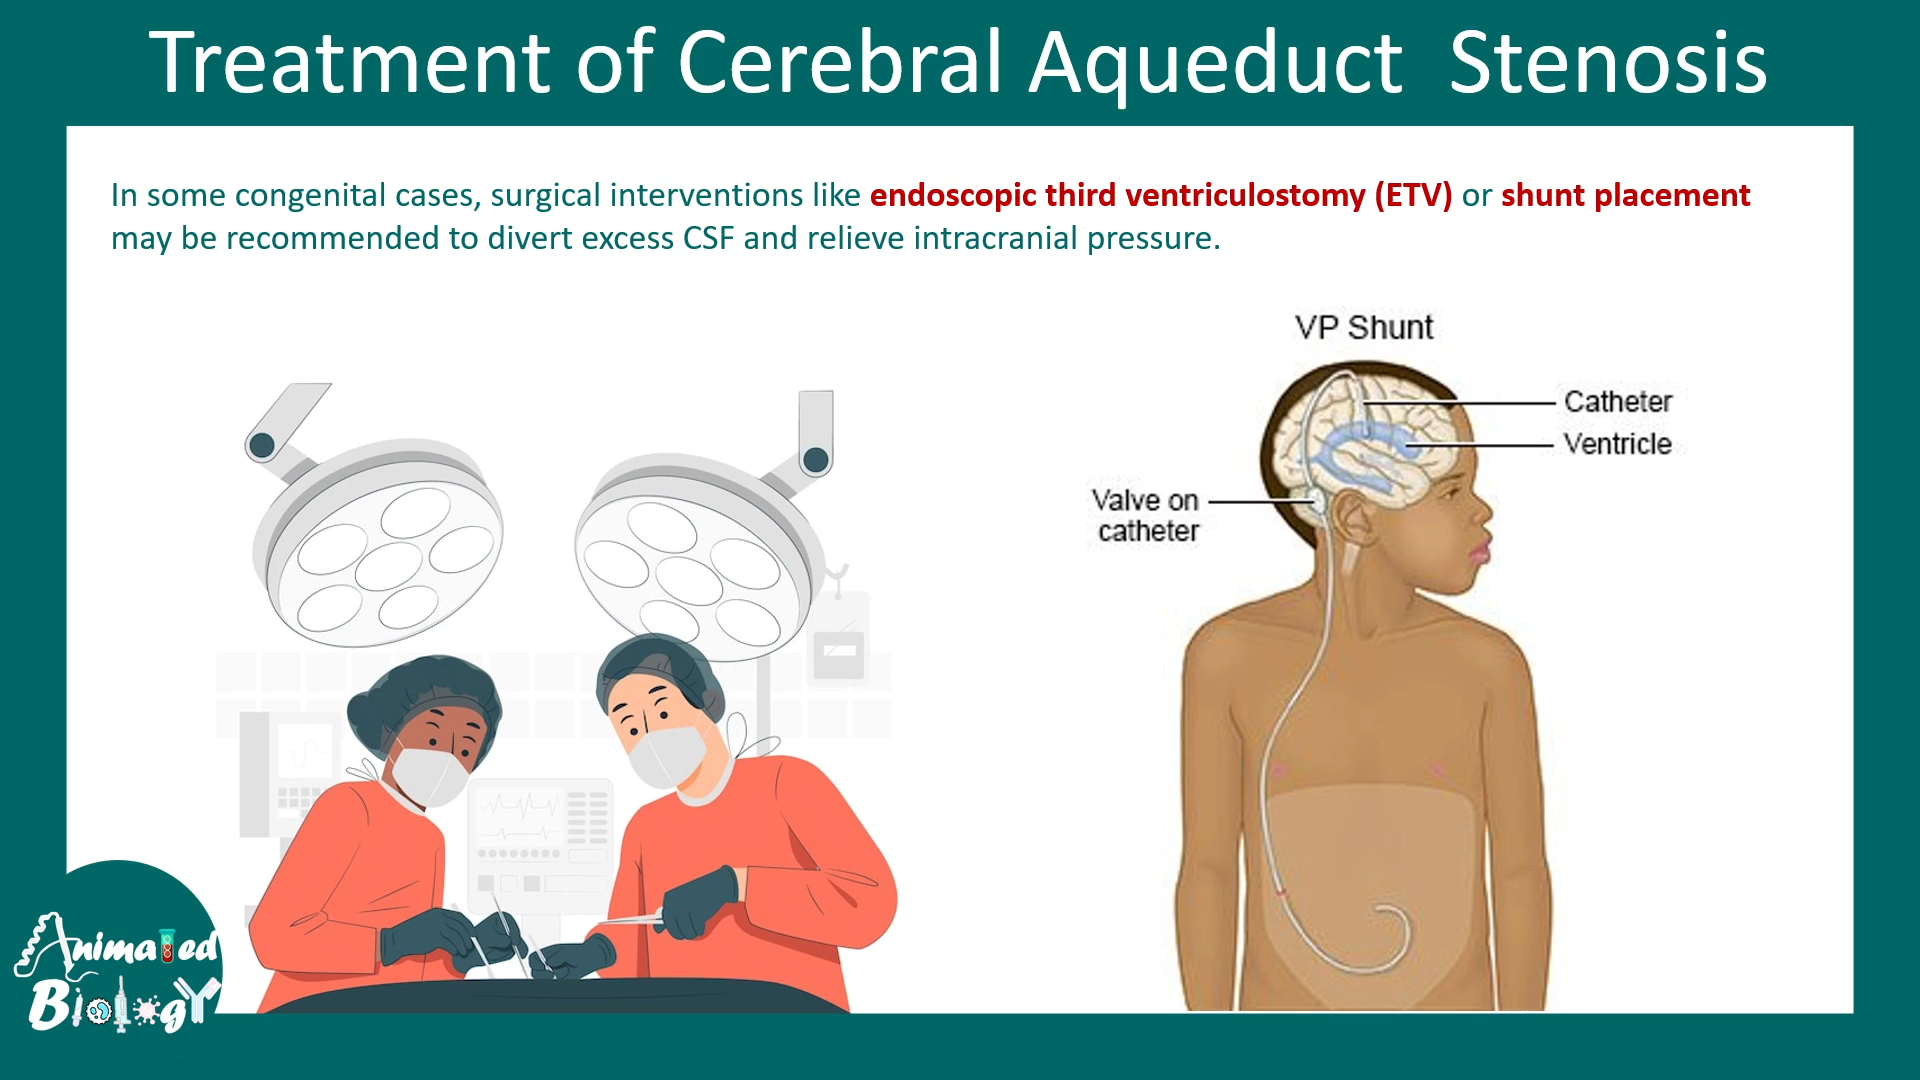 Treatment of Cerebral Aqueduct  Stenosis
In some congenital cases, surgical interventions like endoscopic third ventriculostomy (ETV) or shunt placement
may be recommended to divert excess CSF and relieve intracranial pressure.
VP Shunt
Catheter
Ventricle
Valve on
catheter
Animated
Biology